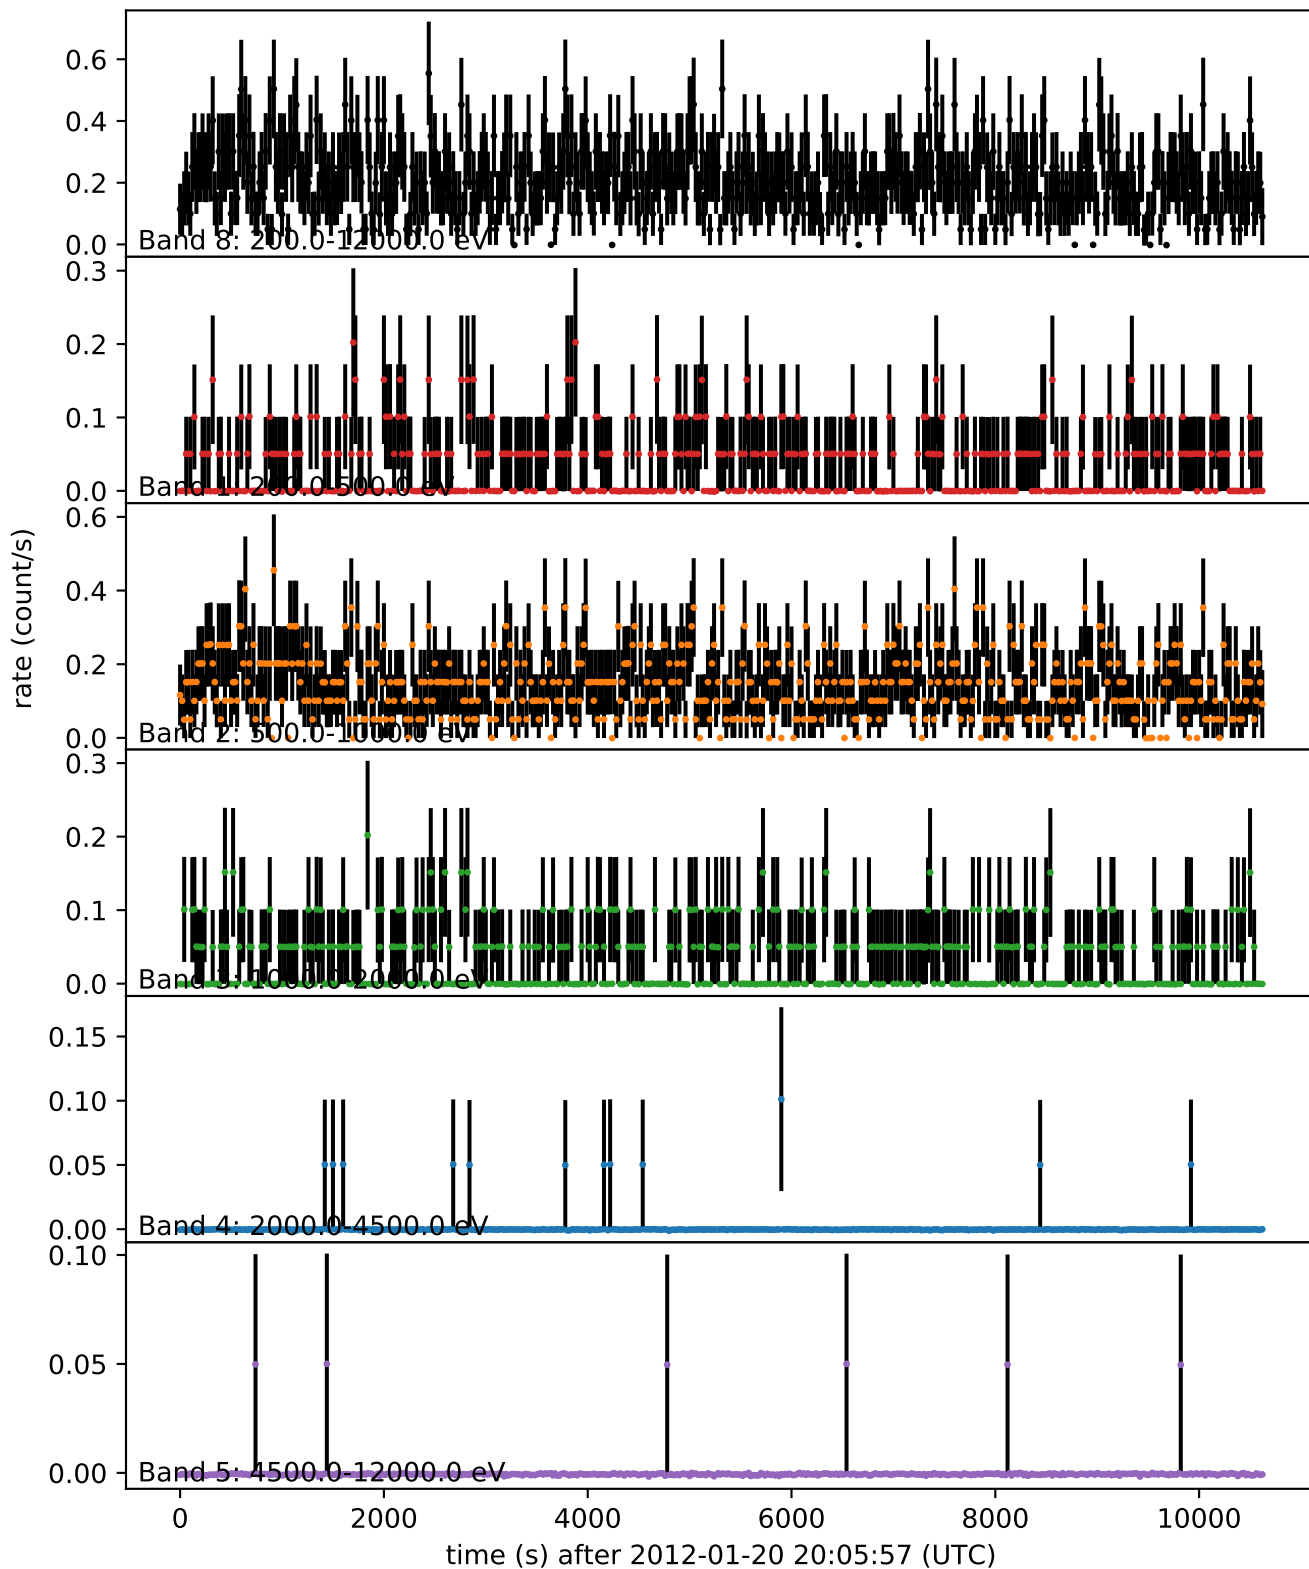 0.6
0.4
0.2
0.0
Band 8: 200.0-12000.0 eV
0.3
0.2
0.1
0.0
Band 1: 200.0-500.0 eV
rate (count/s)
0.6
0.4
0.2
0.0
Band 2: 500.0-1000.0 eV
0.3
0.2
0.1
0.0
Band 3: 1000.0-2000.0 eV
0.15
0.10
0.05
0.00
Band 4: 2000.0-4500.0 eV
0.10
0.05
0.00
Band 5: 4500.0-12000.0 eV
0 2000 4000 6000 8000 10000
time (s) after 2012-01-20 20:05:57 (UTC)